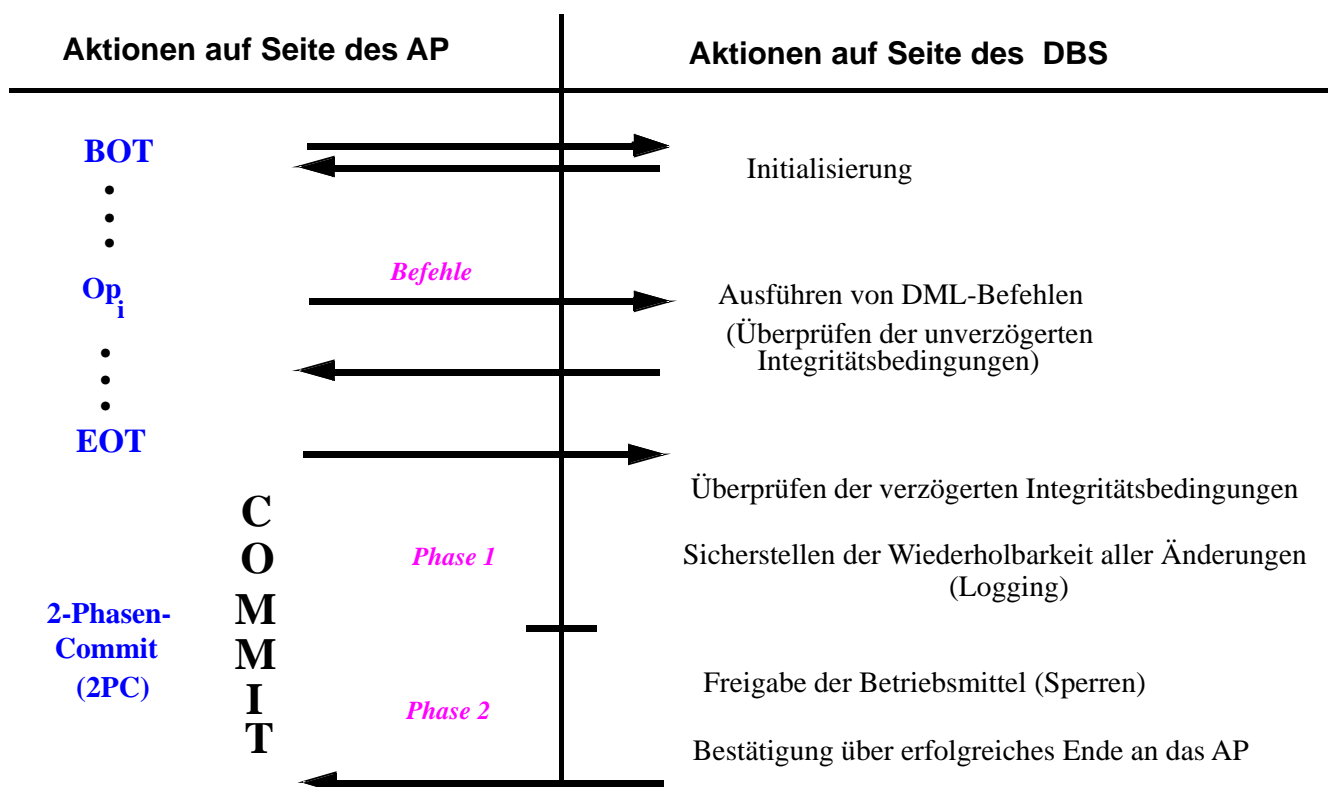 Aktionen auf Seite des AP
Aktionen auf Seite des DBS
BOT
Initialisierung
Befehle
Opi
Ausführen von DML-Befehlen
(Überprüfen der unverzögerten
Integritätsbedingungen)
EOT
Überprüfen der verzögerten Integritätsbedingungen
COMMIT
Phase 1
Sicherstellen der Wiederholbarkeit aller Änderungen
(Logging)
2-Phasen-
Commit
(2PC)
Freigabe der Betriebsmittel (Sperren)
Phase 2
Bestätigung über erfolgreiches Ende an das AP